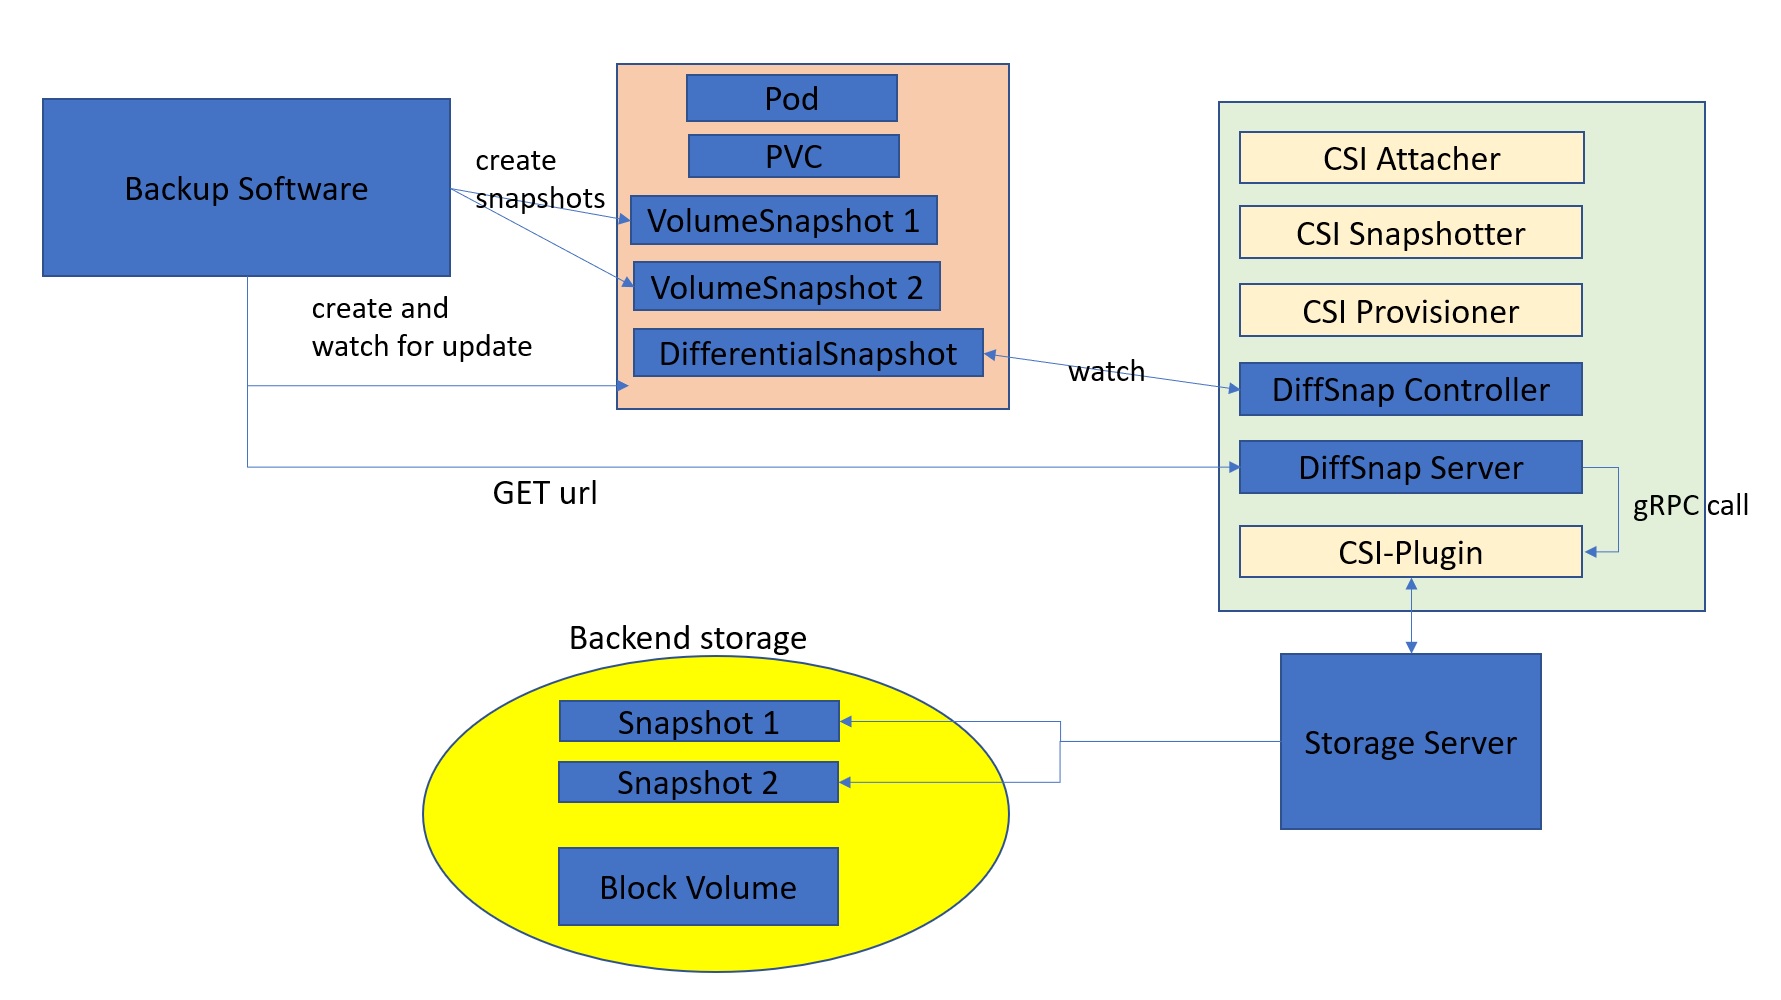 Backup Software
create
snapshots
create and
watch for update
GET url
Pod
PVC
VolumeSnapshot 1
VolumeSnapshot 2
DifferentialSnapshot
watch
CSI Attacher
CSI Snapshotter
CSI Provisioner
DiffSnap Controller
DiffSnap Server
gRPC call
CSI-Plugin
Backend storage
Snapshot 1
Snapshot 2
Block Volume
Storage Server